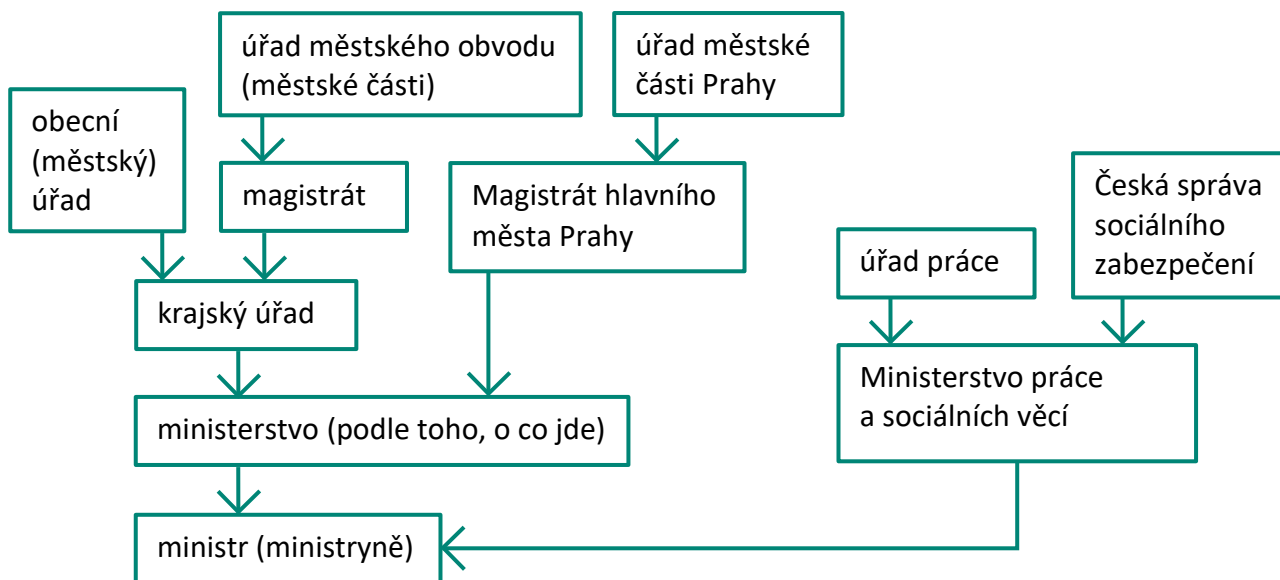 úřad městského obvodu
(městské části)
úřad městské
části Prahy
obecní
(městský)
úřad
magistrát
Magistrát hlavního
města Prahy
Česká správa
sociálního
zabezpečení
úřad práce
krajský úřad
Ministerstvo práce
a sociálních věcí
ministerstvo (podle toho, o co jde)
ministr (ministryně)